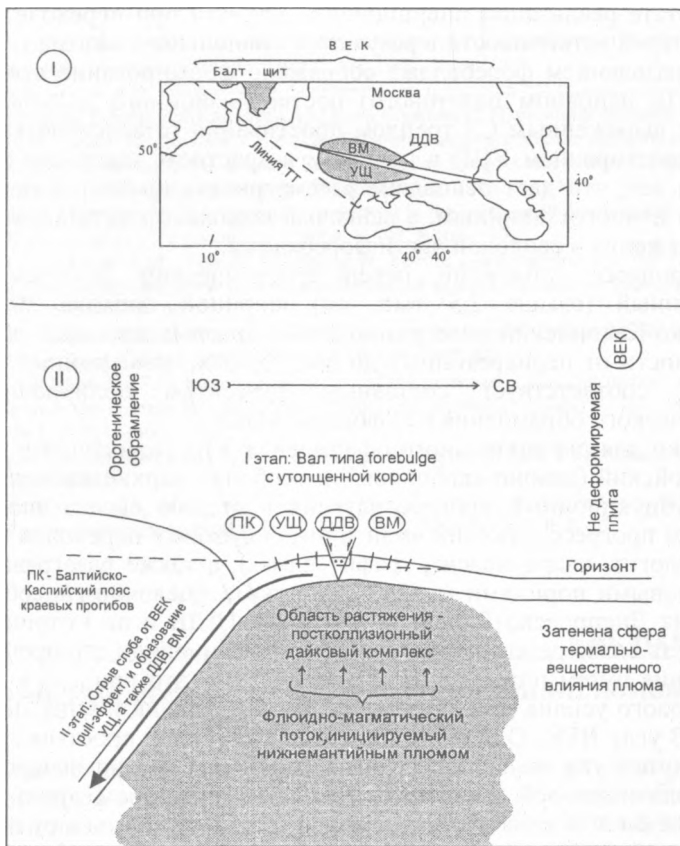 I
В Е К
Балт. щит
Москва
50°
ДДВ
ВМ
Линия ТТ
УЩ
40°
10°
40° 40°
II
Орогеническое
обрамление
ЮЗ
СВ
ВЕК
Не деформируемая
плита
I этап: Вал типа forebulge
с утолщенной корой
ПК
УЩ
ДДВ
ВМ
Горизонт
ПК - Балтийско-
Каспийский пояс
краевых прогибов
II этап: Отрыв слэба от ВЕК
(pull-эффект) и образование
УЩ, а также ДДВ, ВМ
Область растяжения -
постколлизионный
дайковый комплекс
Флюидно-магматический
поток,инициируемый
нижнемантийным плюмом
Затенена сфера
термально-
вещественного
влияния плюма